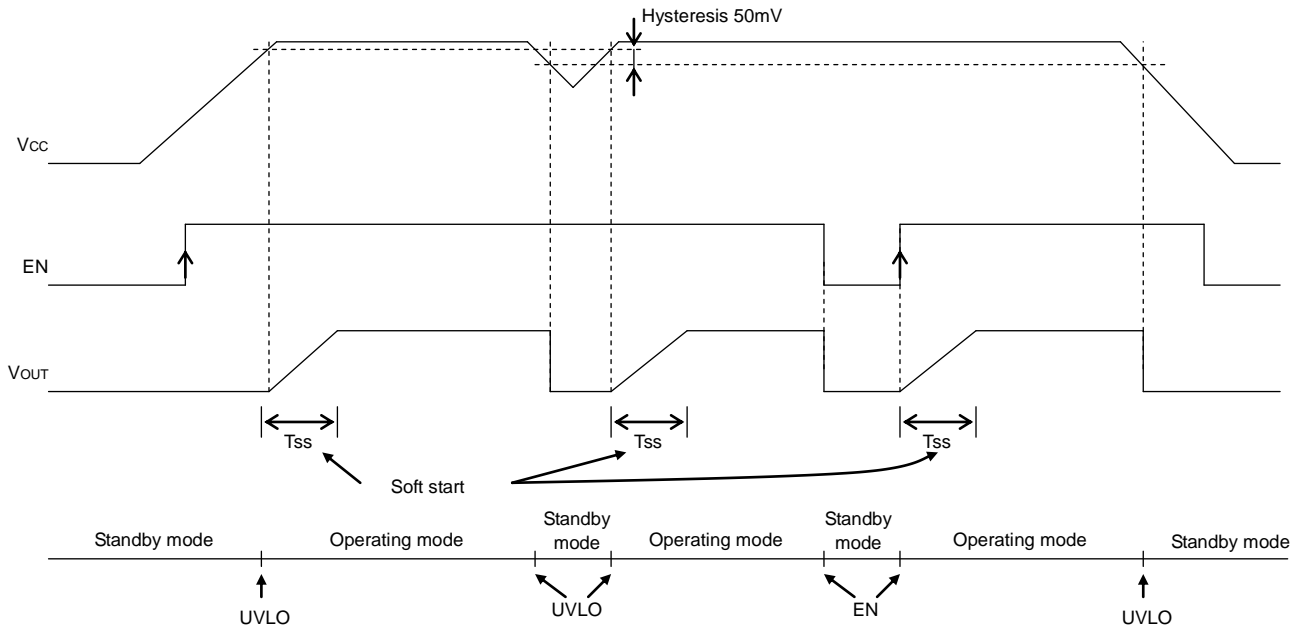 Hysteresis 50mV
VCC
EN
VOUT
Tss
Tss
Tss
Soft start
Standby mode
Operating mode
Standby
mode
Operating mode
Standby
mode
Operating mode
Standby mode
UVLO
UVLO
EN
UVLO